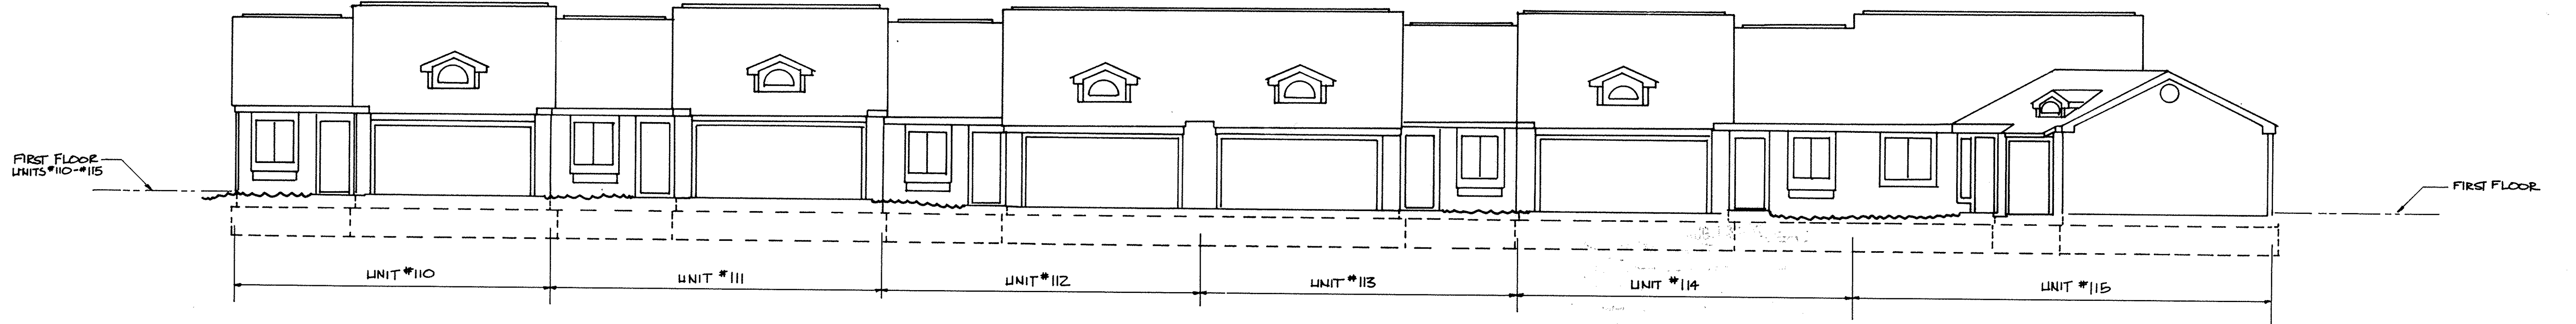 FIRST FLOOR
UNITS #110-#115
FIRST FLOOR
UNIT #110
UNIT #111
UNIT #112
UNIT #113
UNIT #114
UNIT #115